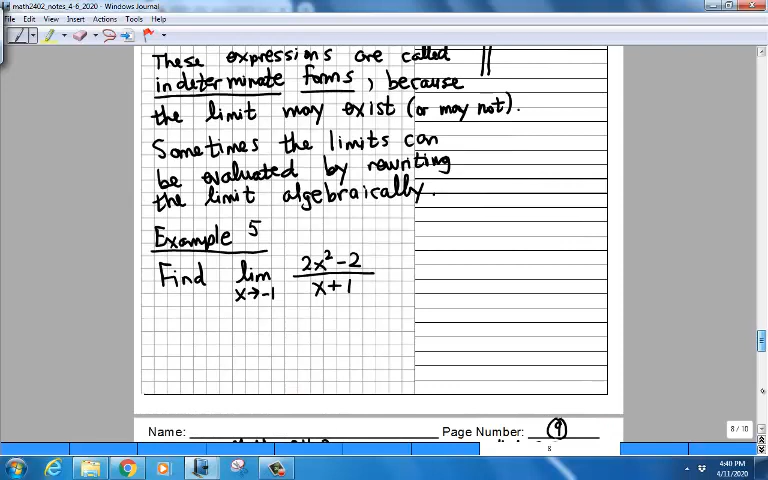 math2402_notes_4-6_2020 - Windows Journal
File Edit View Insert Actions Tools Help
These expressions are called
indeterminate forms, because
the limit may exist (or may not).
Sometimes the limits can
be evaluated by rewriting
the limit algebraically.
Example 5
Find lim x→-1 (2x²-2)/(x+1)
Name: Page Number: 9
8 / 10
8
4:40 PM
4/11/2020